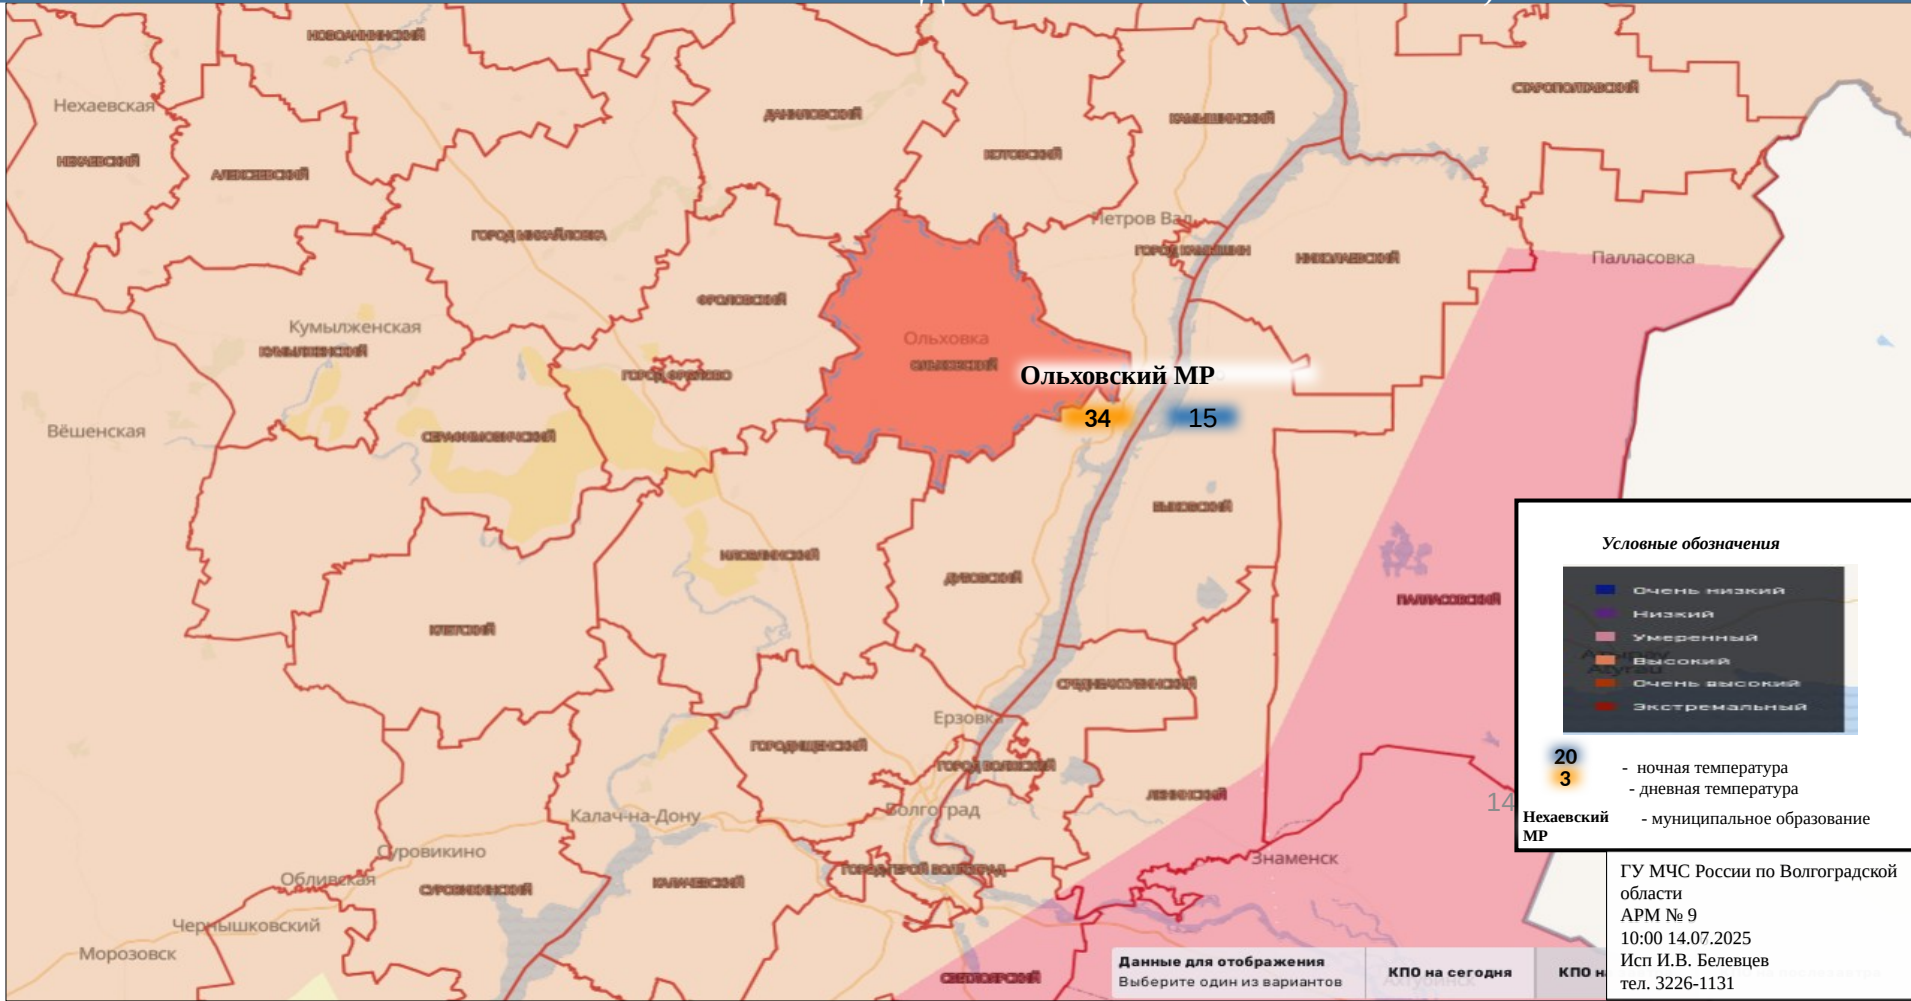 НОВОАННИНСКИЙ
Нехаевская
НЕХАЕВСКИЙ
АЛЕКСЕЕВСКИЙ
ДАНИЛОВСКИЙ
КОТОВСКИЙ
КАМЫШИНСКИЙ
СТАРОПОЛТАВСКИЙ
ГОРОД МИХАЙЛОВКА
Петров Вал
ГОРОД КАМЫШИН
НИКОЛАЕВСКИЙ
Палласовка
ФРОЛОВСКИЙ
Кумылженская
КУМЫЛЖЕНСКИЙ
Ольховка
ОЛЬХОВСКИЙ
ГОРОД ФРОЛОВО
Ольховский МР
34
15
Вёшенская
СЕРАФИМОВИЧСКИЙ
БЫКОВСКИЙ
ИЛОВЛИНСКИЙ
ДУБОВСКИЙ
ПАЛЛАСОВСКИЙ
КЛЕТСКИЙ
СРЕДНЕАХТУБИНСКИЙ
Ерзовка
ГОРОДИЩЕНСКИЙ
ГОРОД ВОЛЖСКИЙ
ЛЕНИНСКИЙ
Калач-на-Дону
Волгоград
14
Суровикино
Знаменск
Обливская
СУРОВИКИНСКИЙ
КАЛАЧЕВСКИЙ
ГОРОД-ГЕРОЙ ВОЛГОГРАД
Чернышковский
Морозовск
СВЕТЛОЯРСКИЙ
Ахтубинск
Данные для отображения
Выберите один из вариантов
КПО на сегодня
КПО н
Условные обозначения
Атырау
Atyrau
Очень низкий
Низкий
Умеренный
Высокий
Очень высокий
Экстремальный
20
- ночная температура
3
- дневная температура
Нехаевский
МР
- муниципальное образование
ГУ МЧС России по Волгоградской
области
АРМ № 9
10:00 14.07.2025
Исп И.В. Белевцев
тел. 3226-1131